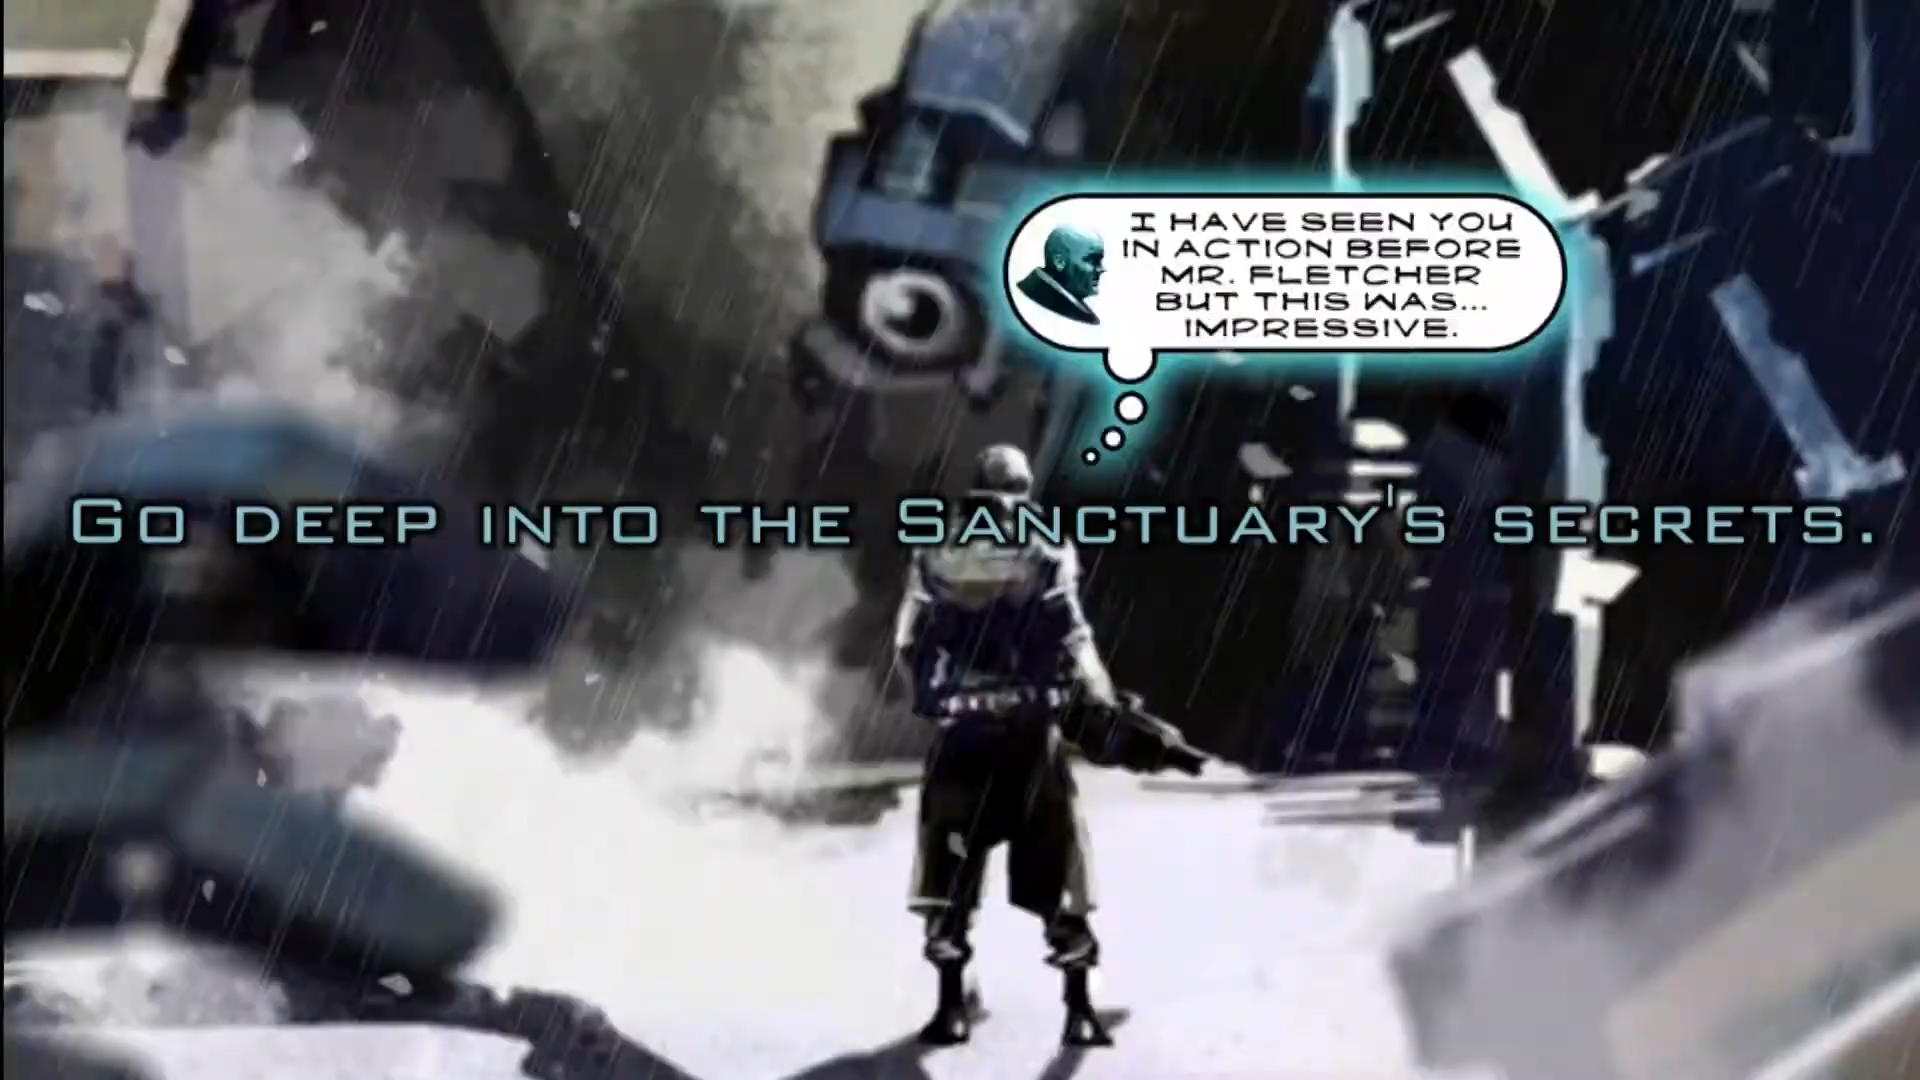 I HAVE SEEN YOU
IN ACTION BEFORE
MR. FLETCHER
BUT THIS WAS...
IMPRESSIVE.
Go deep into the Sanctuary's secrets.